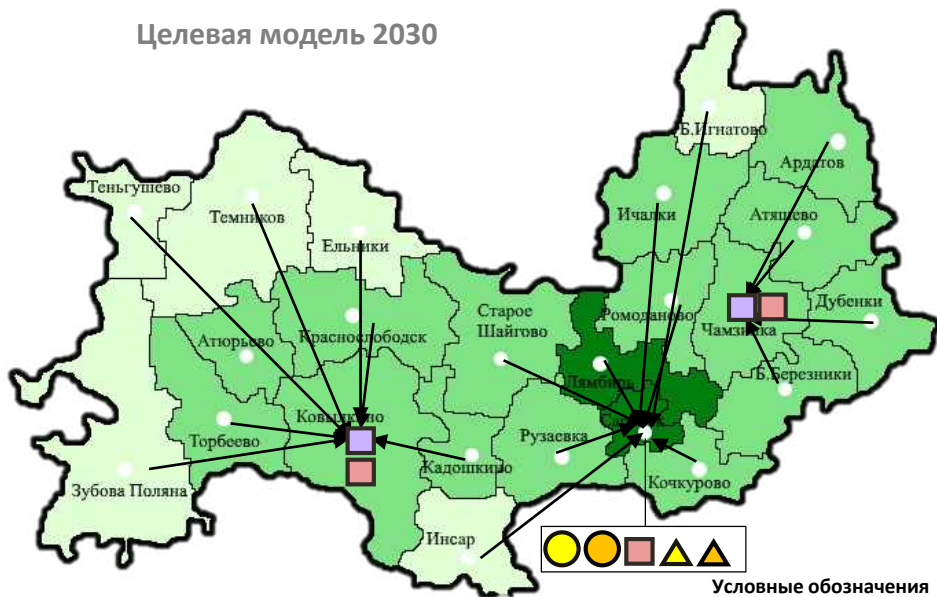 Целевая модель 2030
Б.Игнатово
Ардатов
Теньгушево
Темников
Ичалки
Атяшево
Ельники
Старое
Шайгово
Ромоданово
Дубенки
Чамзинка
Краснослободск
Атюрьево
Лямбирь
Б.Березники
Ковылкино
Торбеево
Рузаевка
Кадошкино
Кочкурово
Зубова Поляна
Инсар
Условные обозначения